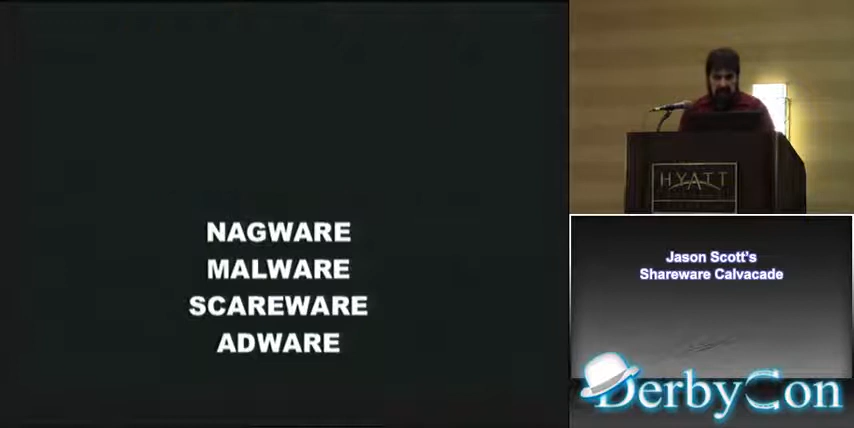 NAGWARE
MALWARE
SCAREWARE
ADWARE
HYATT
Jason Scott's
Shareware Calvacade
DerbyCon